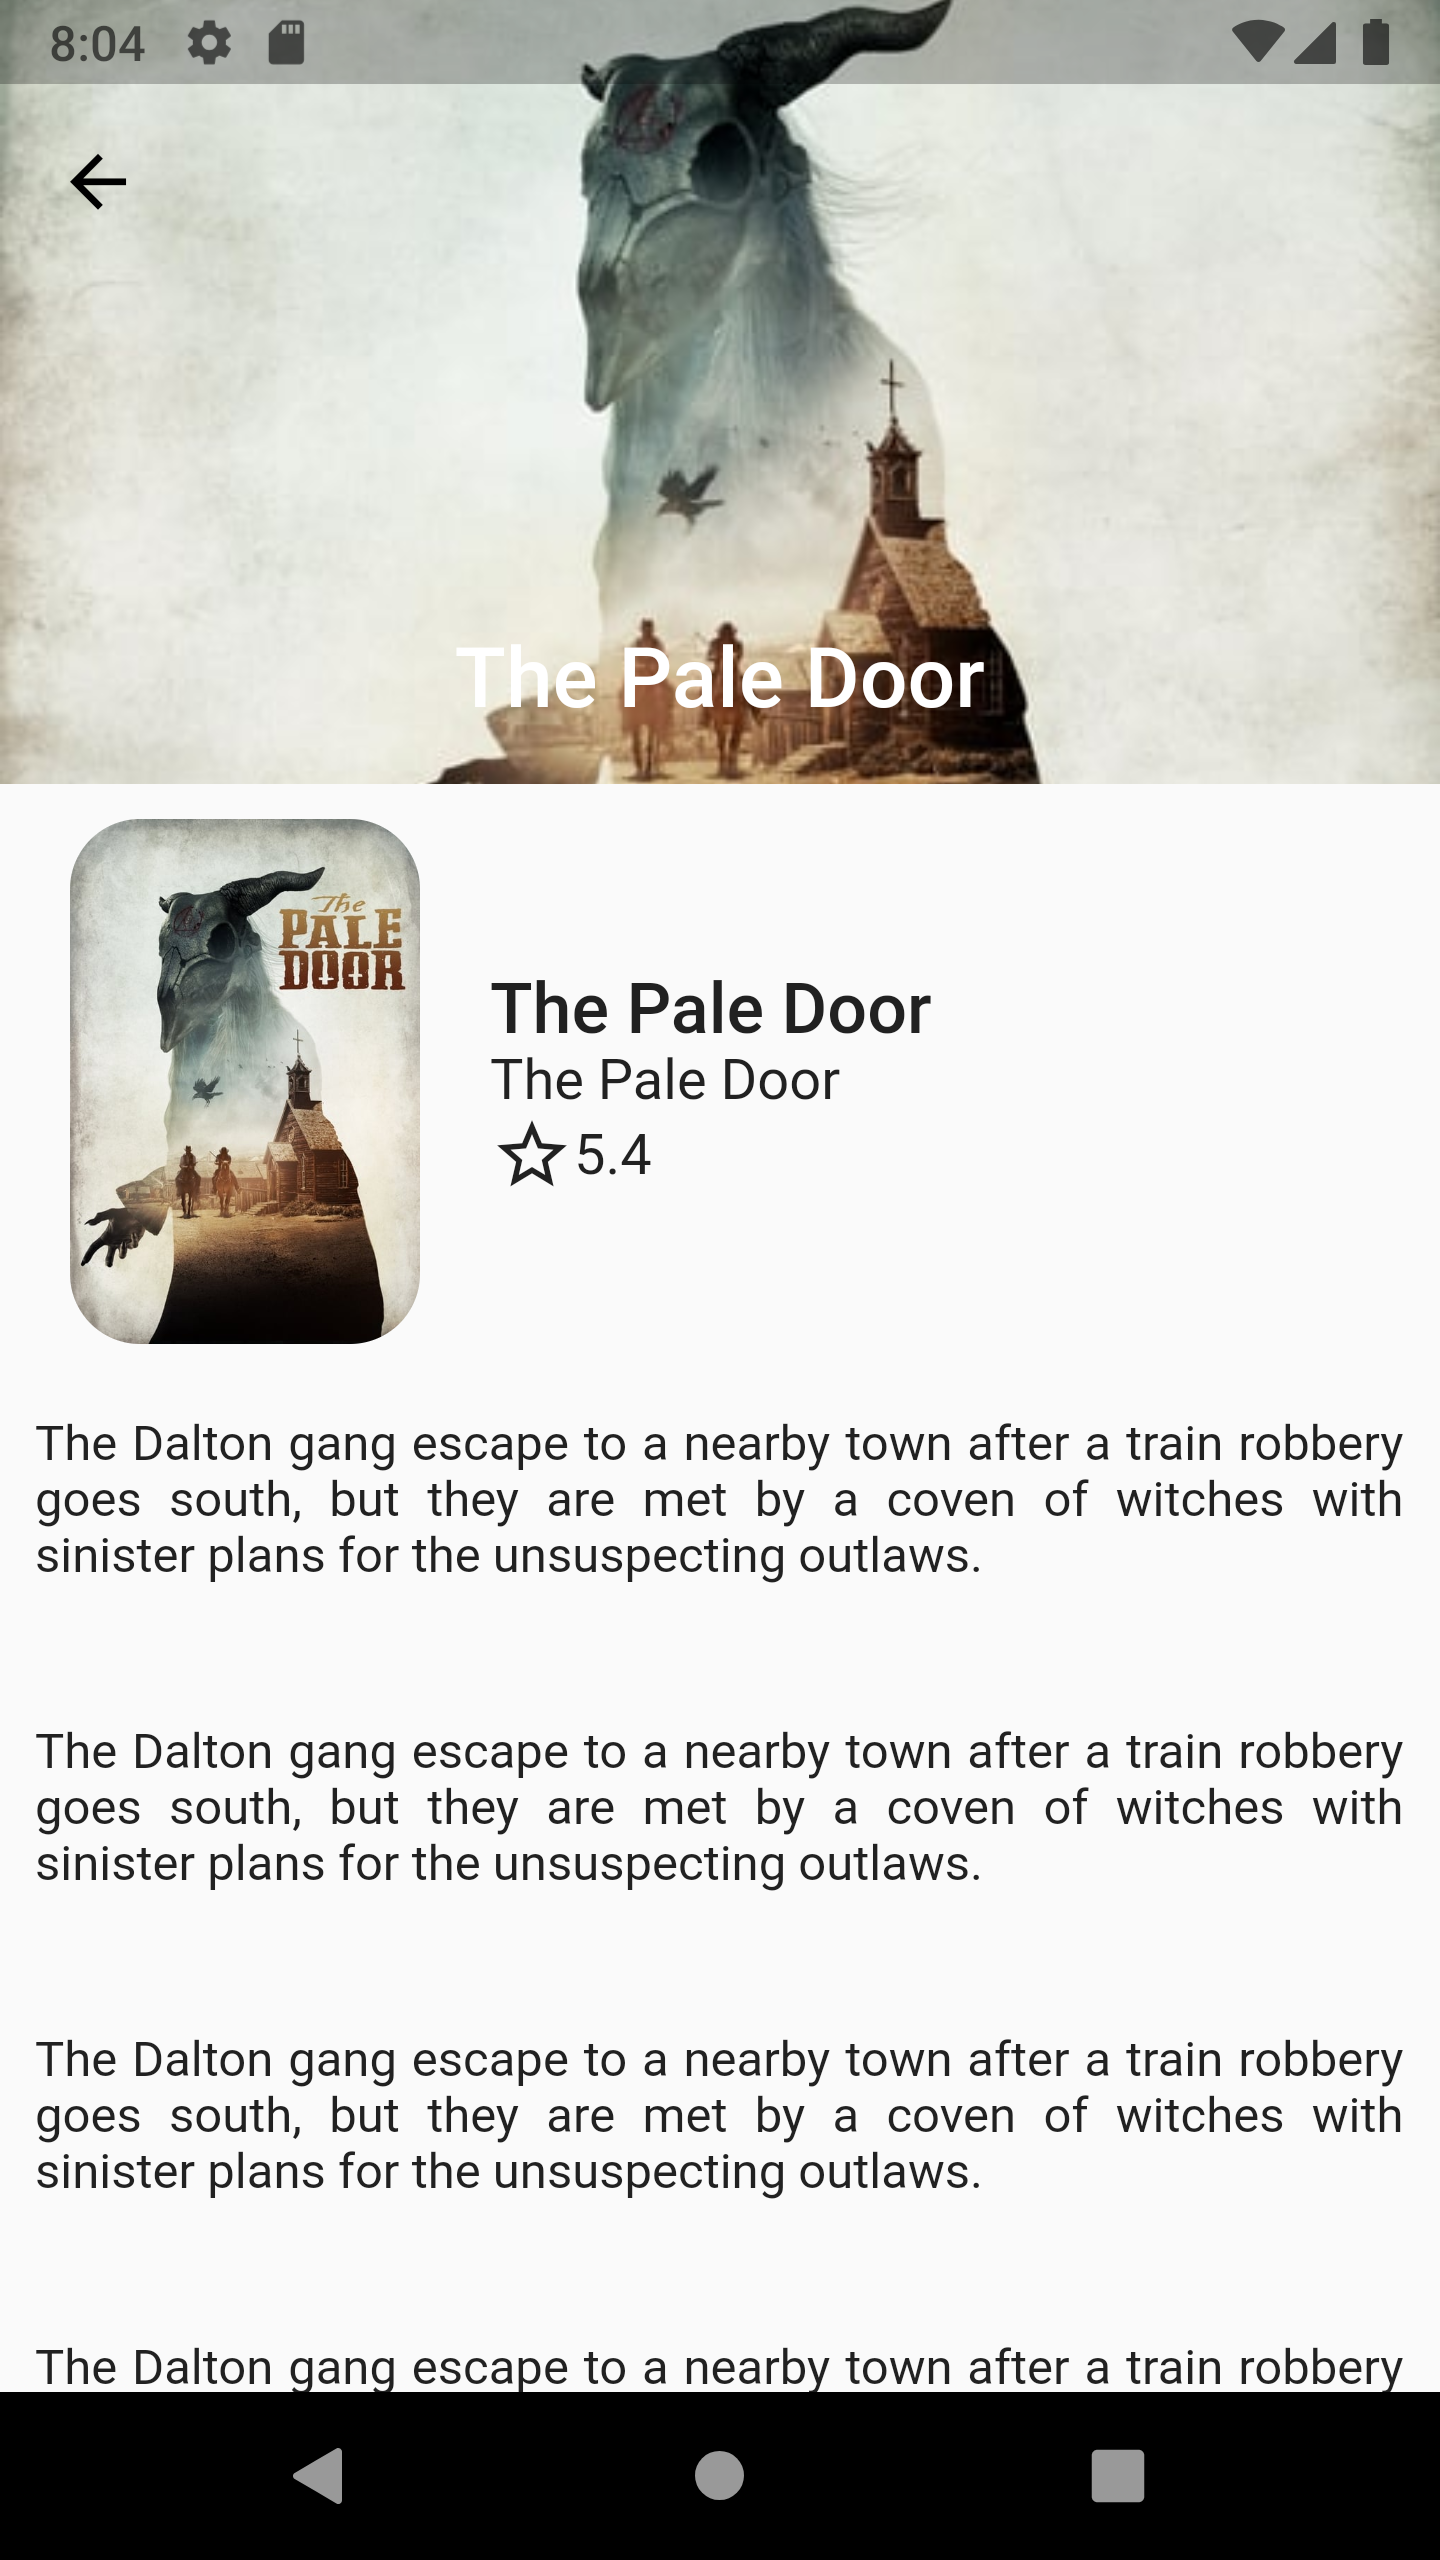 8:04
The Pale Door
The
PALE
DOOR
The Pale Door
The Pale Door
5.4
The Dalton gang escape to a nearby town after a train robbery
goes south, but they are met by a coven of witches with
sinister plans for the unsuspecting outlaws.
The Dalton gang escape to a nearby town after a train robbery
goes south, but they are met by a coven of witches with
sinister plans for the unsuspecting outlaws.
The Dalton gang escape to a nearby town after a train robbery
goes south, but they are met by a coven of witches with
sinister plans for the unsuspecting outlaws.
The Dalton gang escape to a nearby town after a train robbery